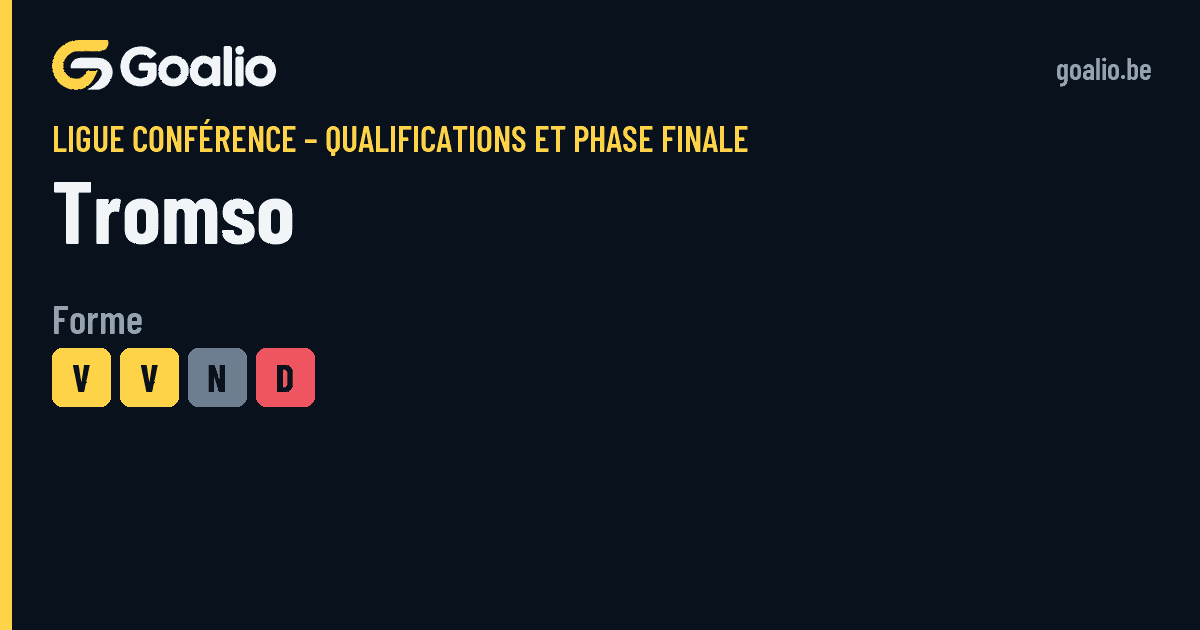 Goalio
goalio.be
LIGUE CONFÉRENCE – QUALIFICATIONS ET PHASE FINALE
Tromso
Forme
V V N D